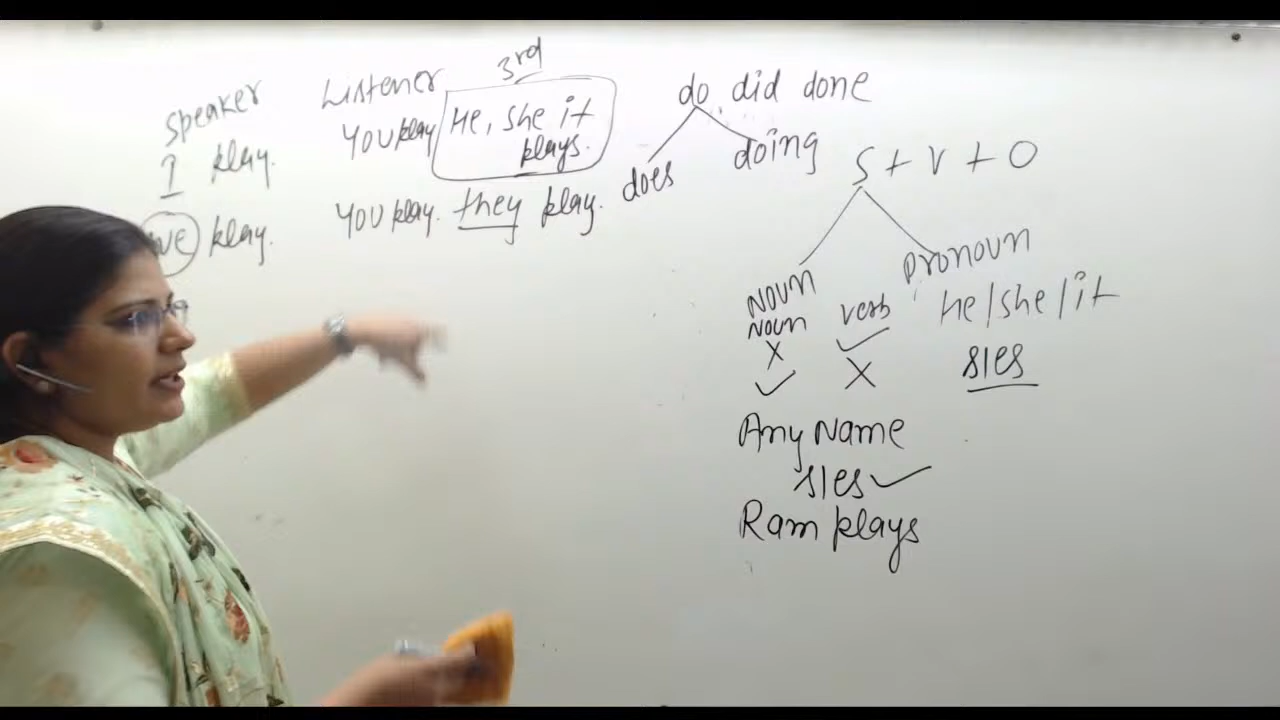 speaker Listener 3rd
I play. You play He, she it
plays.
we play. You play. they play.
do did done
does doing
S + V + O
Noun Pronoun
Noun verb He/she/it
X ✓ s/es
✓ X
Any Name
s/es ✓
Ram plays